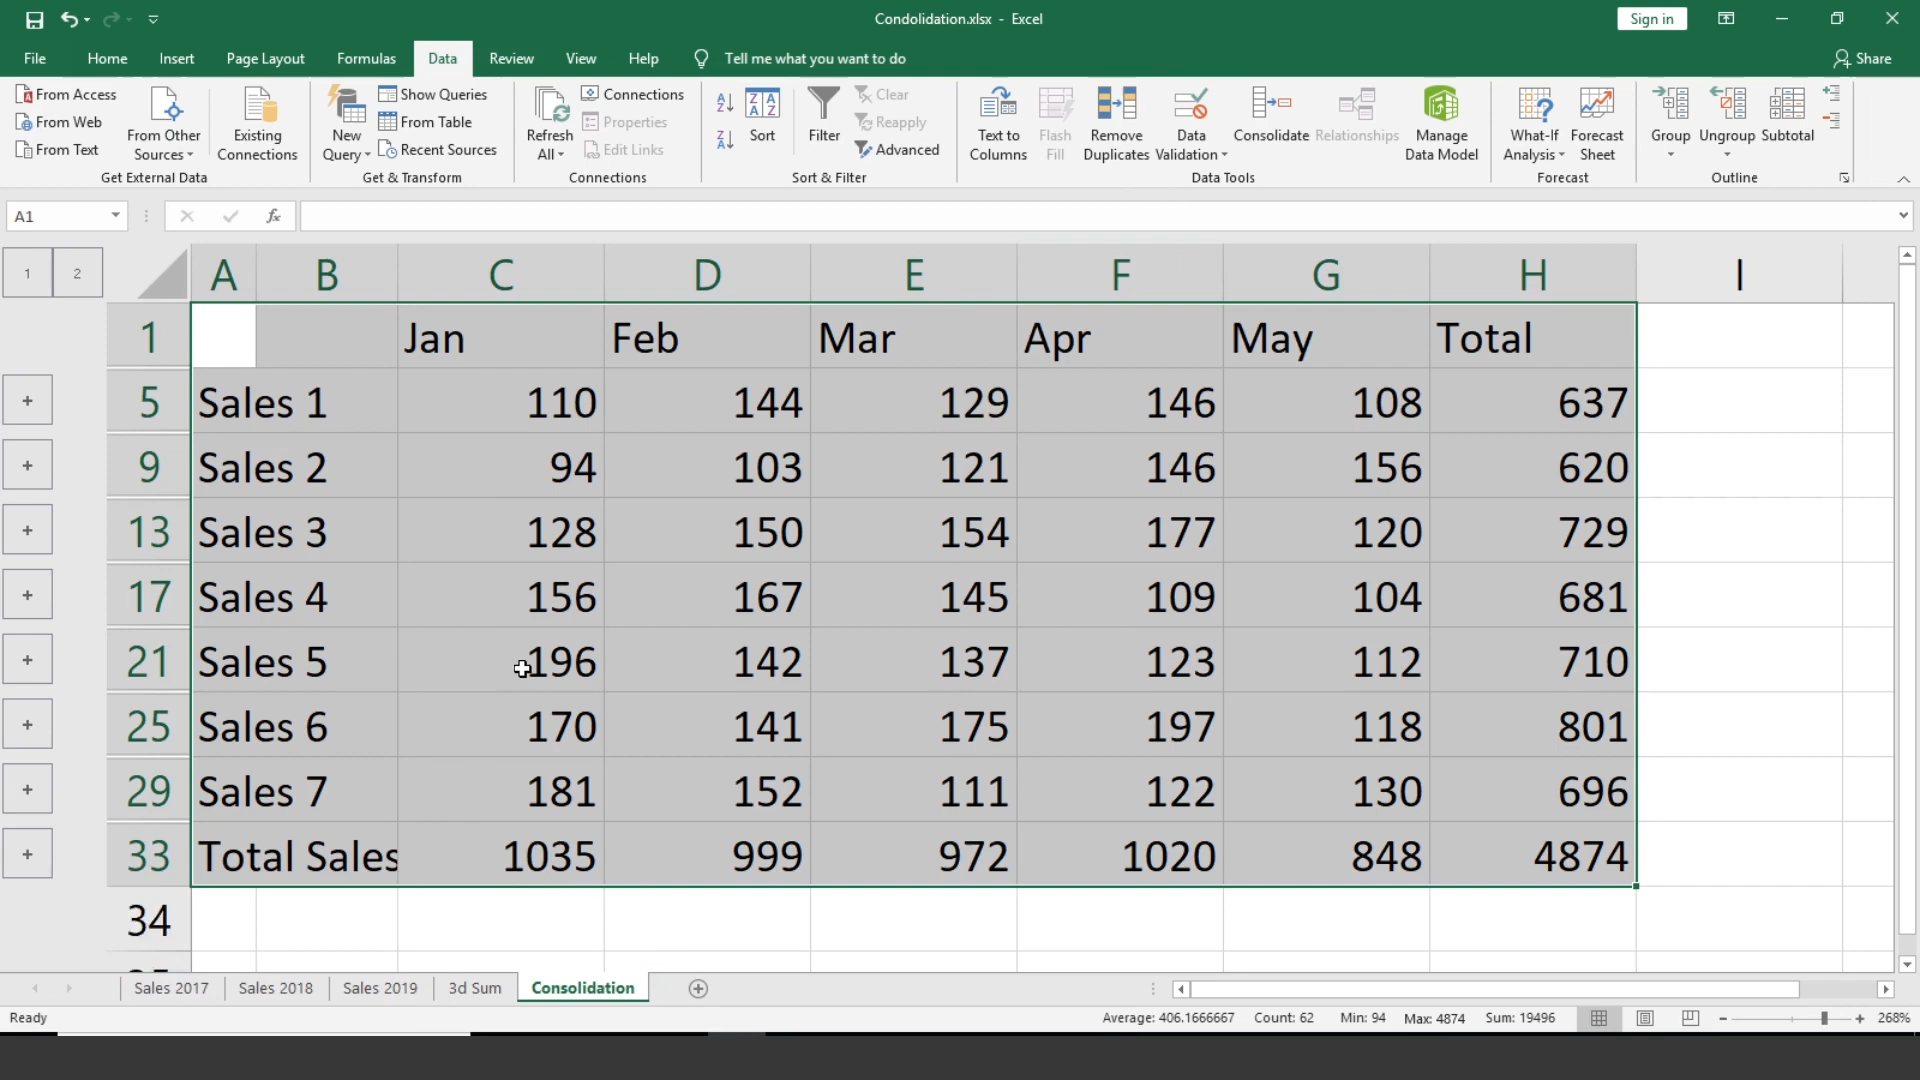 Condolidation.xlsx - Excel
Sign in
File Home Insert Page Layout Formulas Data Review View Help Tell me what you want to do Share
From Access
From Web
From Text
From Other Sources
Existing Connections
Get External Data
New Query
Show Queries
From Table
Recent Sources
Get & Transform
Refresh All
Connections
Properties
Edit Links
Connections
Sort
Filter
Clear
Reapply
Advanced
Sort & Filter
Text to Columns
Flash Fill
Remove Duplicates
Data Validation
Consolidate
Relationships
Manage Data Model
Data Tools
What-If Analysis
Forecast Sheet
Forecast
Group
Ungroup
Subtotal
Outline
A1 fx
1 2 A B C D E F G H I
1 Jan Feb Mar Apr May Total
5 Sales 1 110 144 129 146 108 637
9 Sales 2 94 103 121 146 156 620
13 Sales 3 128 150 154 177 120 729
17 Sales 4 156 167 145 109 104 681
21 Sales 5 196 142 137 123 112 710
25 Sales 6 170 141 175 197 118 801
29 Sales 7 181 152 111 122 130 696
33 Total Sales 1035 999 972 1020 848 4874
34
Sales 2017 Sales 2018 Sales 2019 3d Sum Consolidation
Ready Average: 406.1666667 Count: 62 Min: 94 Max: 4874 Sum: 19496 268%